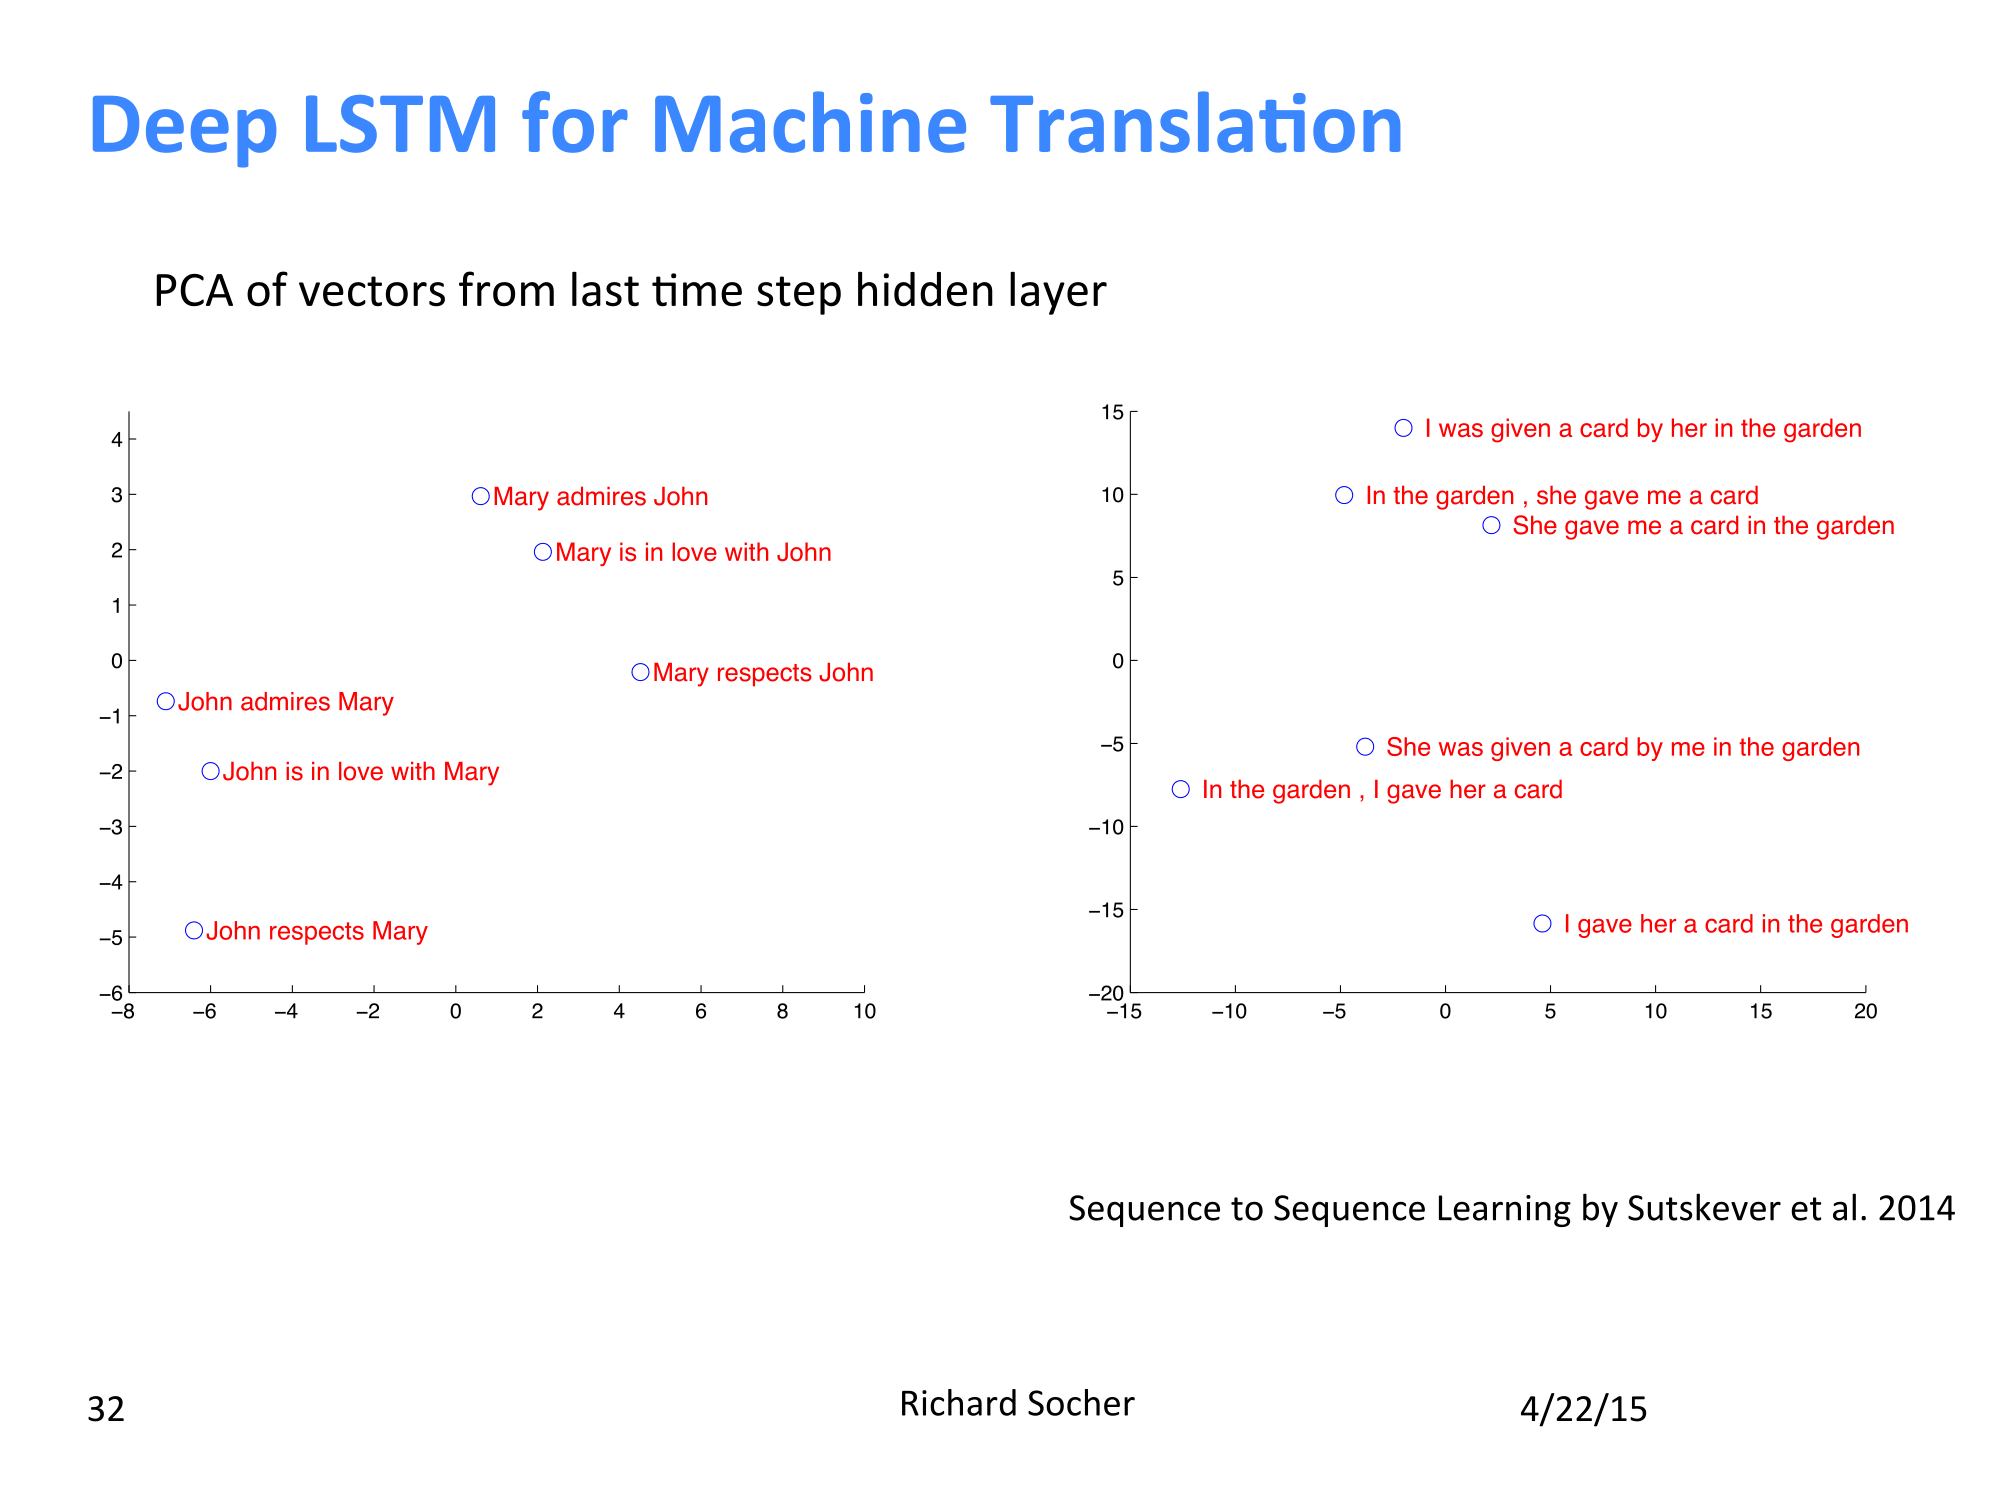 Deep LSTM for Machine Translation
PCA of vectors from last time step hidden layer
4
3
2
1
0
−1
−2
−3
−4
−5
−6
−8 −6 −4 −2 0 2 4 6 8 10
Mary admires John
Mary is in love with John
Mary respects John
John admires Mary
John is in love with Mary
John respects Mary
15
10
5
0
−5
−10
−15
−20
−15 −10 −5 0 5 10 15 20
I was given a card by her in the garden
In the garden , she gave me a card
She gave me a card in the garden
She was given a card by me in the garden
In the garden , I gave her a card
I gave her a card in the garden
Sequence to Sequence Learning by Sutskever et al. 2014
32 Richard Socher 4/22/15